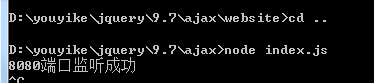 D:\youyike\jquery\9.7\ajax\website>cd ..
D:\youyike\jquery\9.7\ajax>node index.js
8080端口监听成功
^C